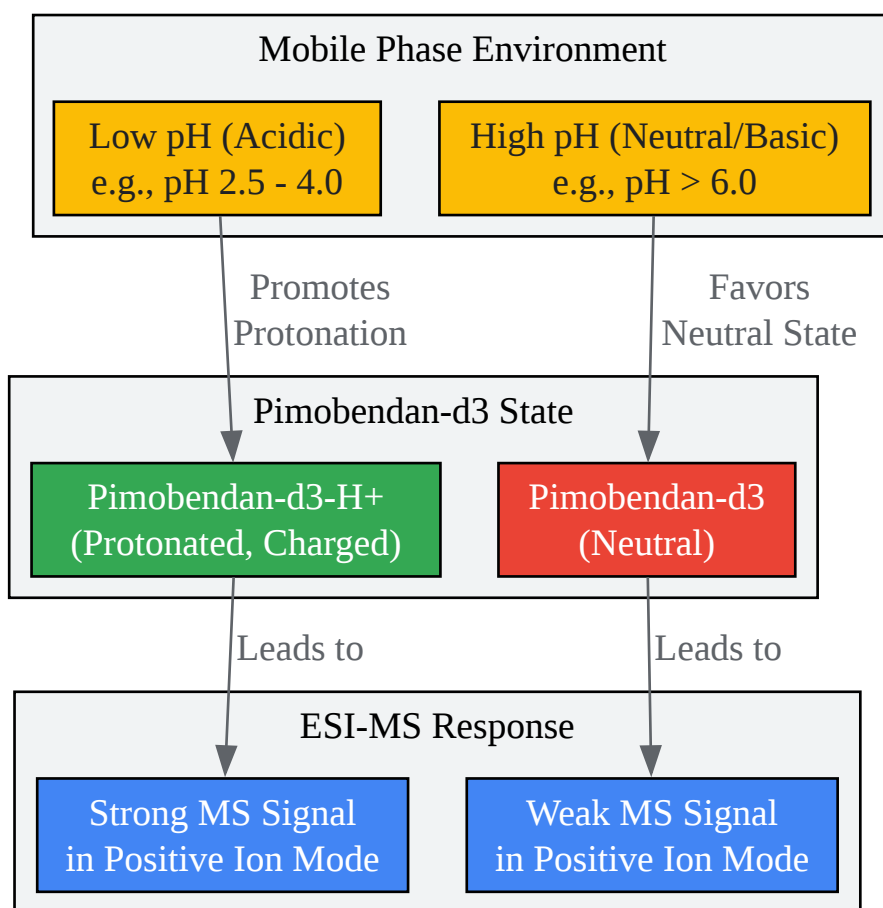 Mobile Phase Environment
Low pH (Acidic)
e.g., pH 2.5 - 4.0
High pH (Neutral/Basic)
e.g., pH > 6.0
Promotes
Protonation
Favors
Neutral State
Pimobendan-d3 State
Pimobendan-d3-H+
(Protonated, Charged)
Pimobendan-d3
(Neutral)
Leads to
Leads to
ESI-MS Response
Strong MS Signal
in Positive Ion Mode
Weak MS Signal
in Positive Ion Mode